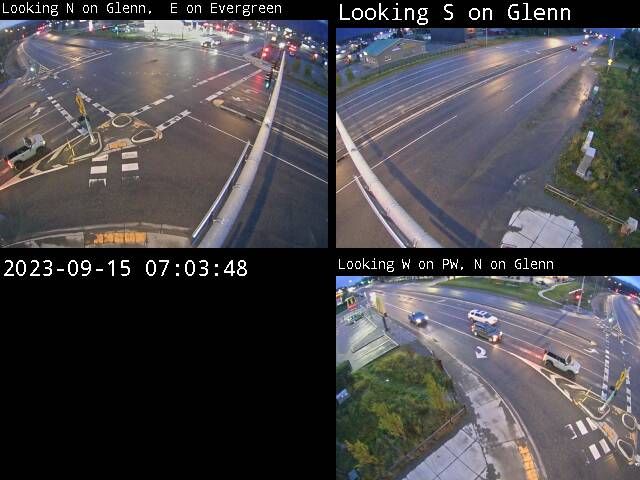 Looking N on Glenn,  E on Evergreen
Looking S on Glenn
2023-09-15 07:03:48
Looking W on PW, N on Glenn